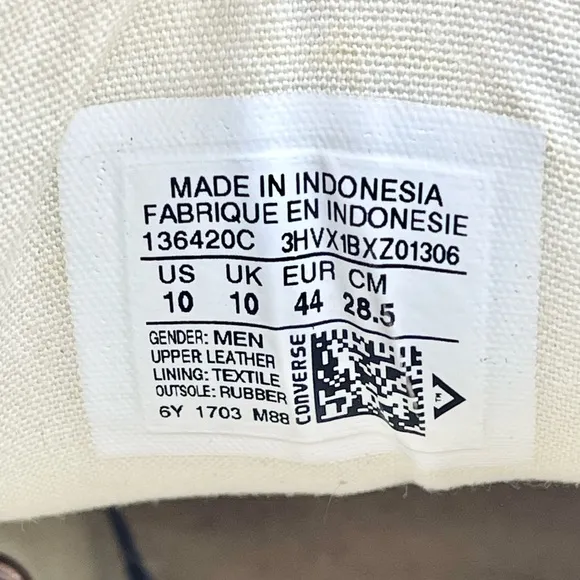 MADE IN INDONESIA
FABRIQUE EN INDONESIE
136420C 3HVX1BXZ01306
US UK EUR CM
10 10 44 28.5
GENDER: MEN
UPPER: LEATHER
LINING: TEXTILE
OUTSOLE: RUBBER
6Y 1703 M88
CONVERSE
TM